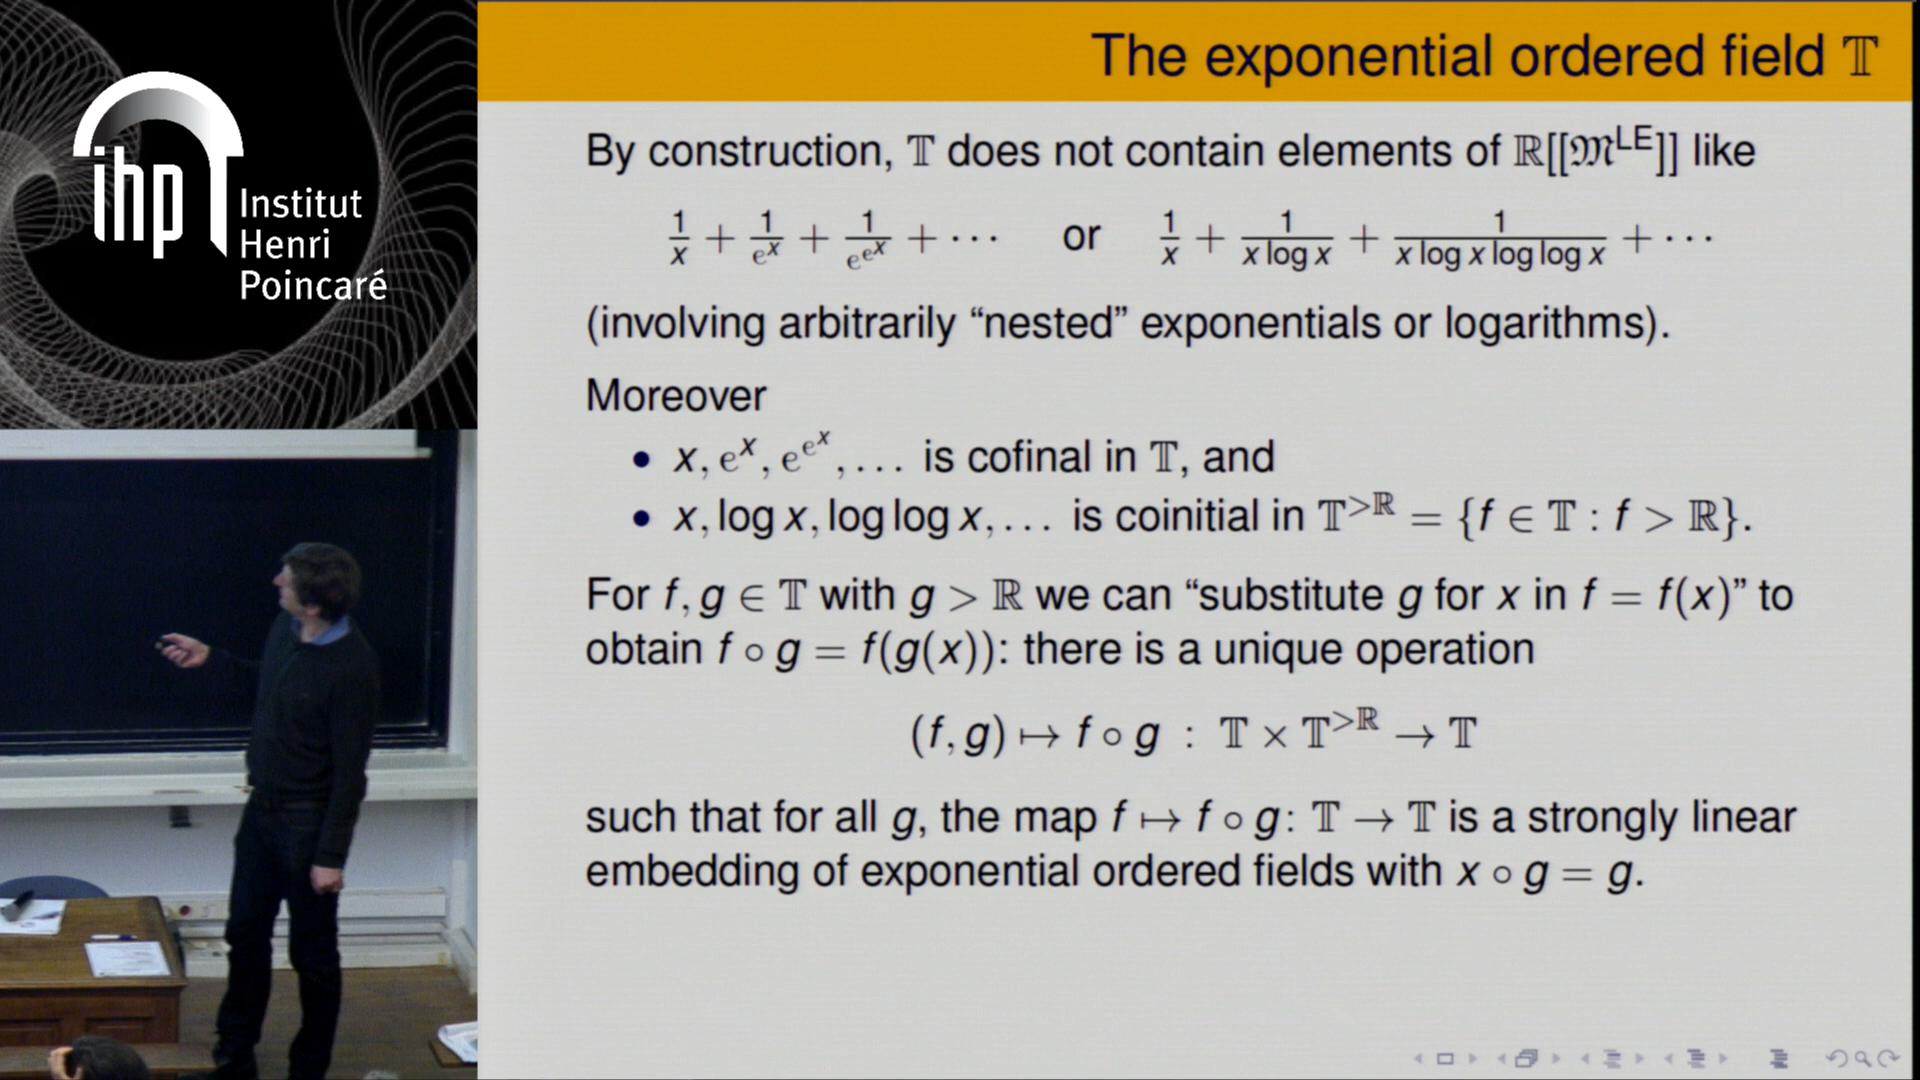 ihp
Institut
Henri
Poincaré
The exponential ordered field 𝕋
By construction, 𝕋 does not contain elements of ℝ[[𝔐^LE]] like
1/x + 1/e^x + 1/e^{e^x} + ··· or 1/x + 1/(x log x) + 1/(x log x log log x) + ···
(involving arbitrarily “nested” exponentials or logarithms).
Moreover
• x, e^x, e^{e^x}, ... is cofinal in 𝕋, and
• x, log x, log log x, ... is coinitial in 𝕋^{>ℝ} = {f ∈ 𝕋 : f > ℝ}.
For f, g ∈ 𝕋 with g > ℝ we can “substitute g for x in f = f(x)” to
obtain f ∘ g = f(g(x)): there is a unique operation
(f, g) ↦ f ∘ g : 𝕋 × 𝕋^{>ℝ} → 𝕋
such that for all g, the map f ↦ f ∘ g: 𝕋 → 𝕋 is a strongly linear
embedding of exponential ordered fields with x ∘ g = g.